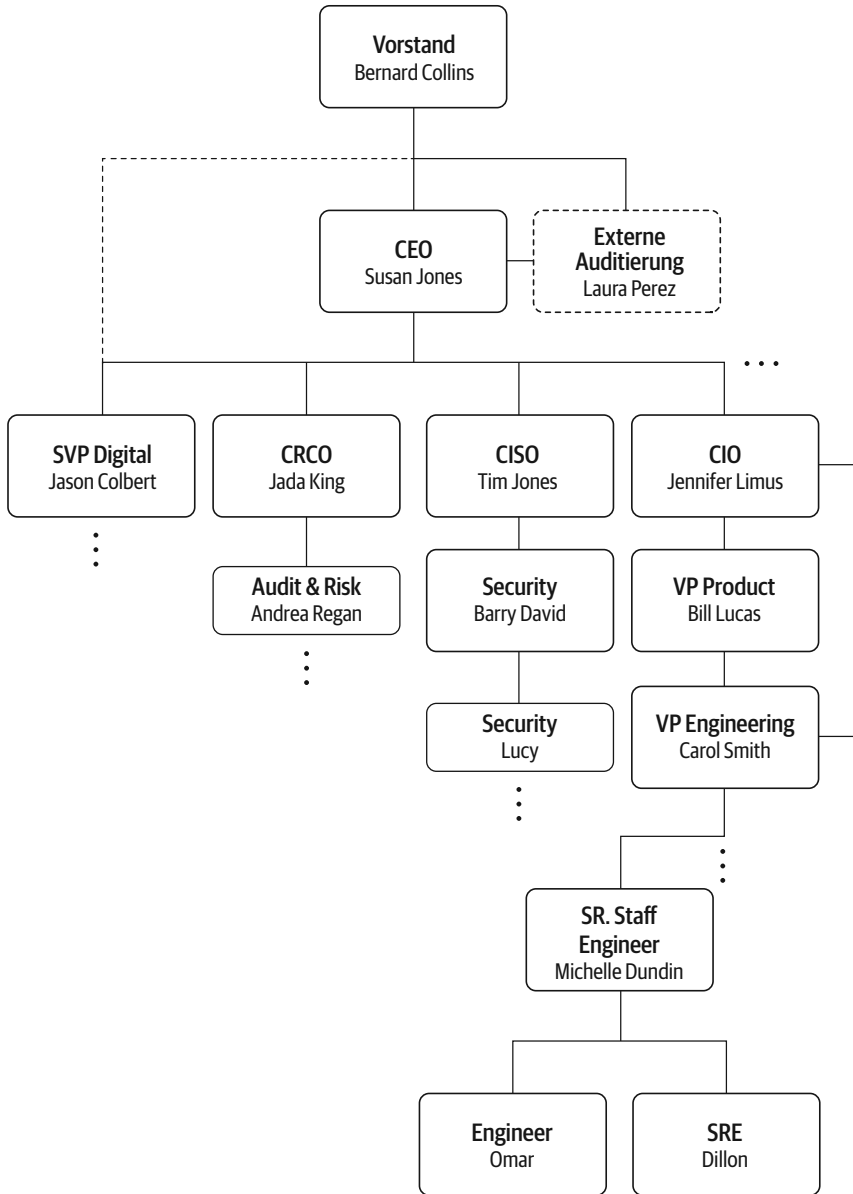 Vorstand
Bernard Collins
CEO
Susan Jones
Externe
Auditierung
Laura Perez
SVP Digital
Jason Colbert
CRCO
Jada King
CISO
Tim Jones
CIO
Jennifer Limus
Audit & Risk
Andrea Regan
Security
Barry David
VP Product
Bill Lucas
Security
Lucy
VP Engineering
Carol Smith
SR. Staff
Engineer
Michelle Dundin
Engineer
Omar
SRE
Dillon